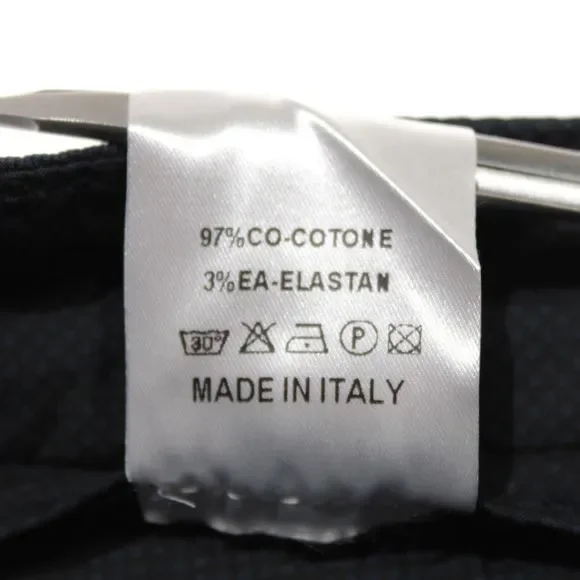 97%CO-COTONE
3%EA-ELASTAN
30° P
MADE IN ITALY